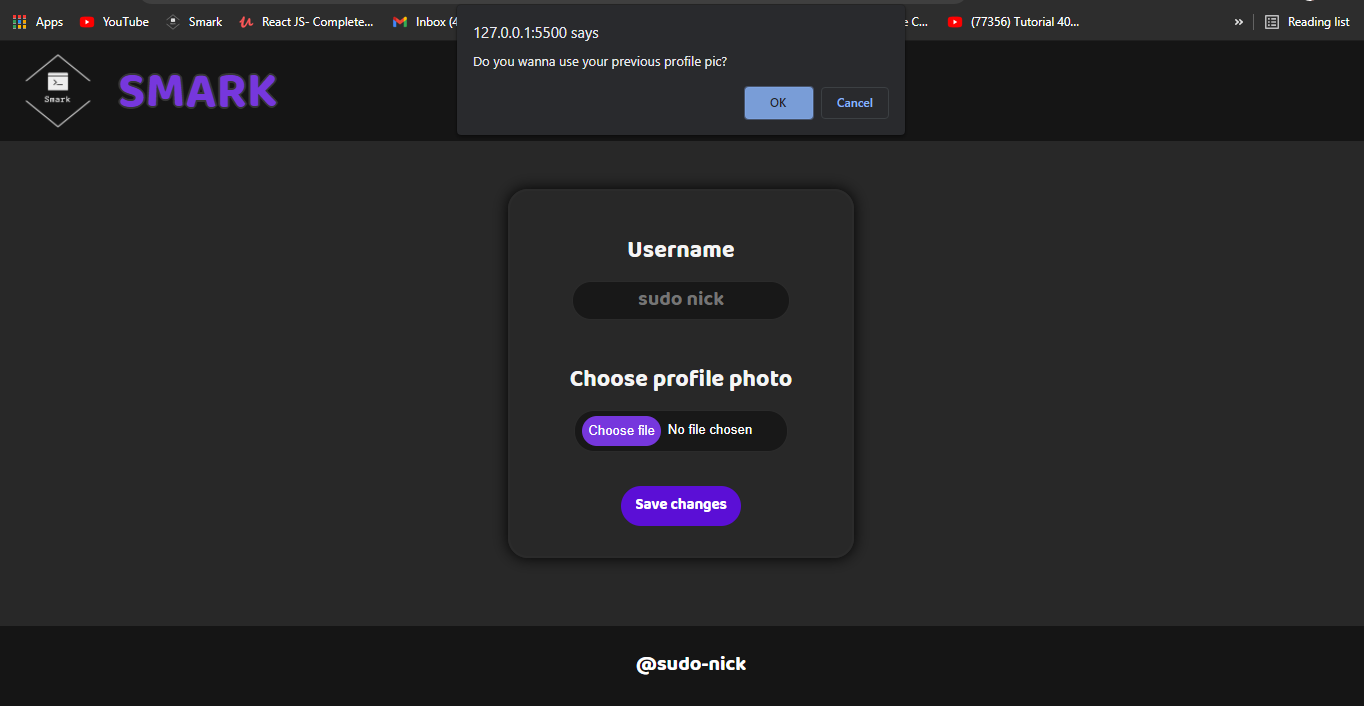 Apps YouTube Smark React JS- Complete... Inbox (4 e C... (77356) Tutorial 40... » Reading list
127.0.0.1:5500 says
Do you wanna use your previous profile pic?
OK Cancel
>_
Smark
SMARK
Username
sudo nick
Choose profile photo
Choose file No file chosen
Save changes
@sudo-nick